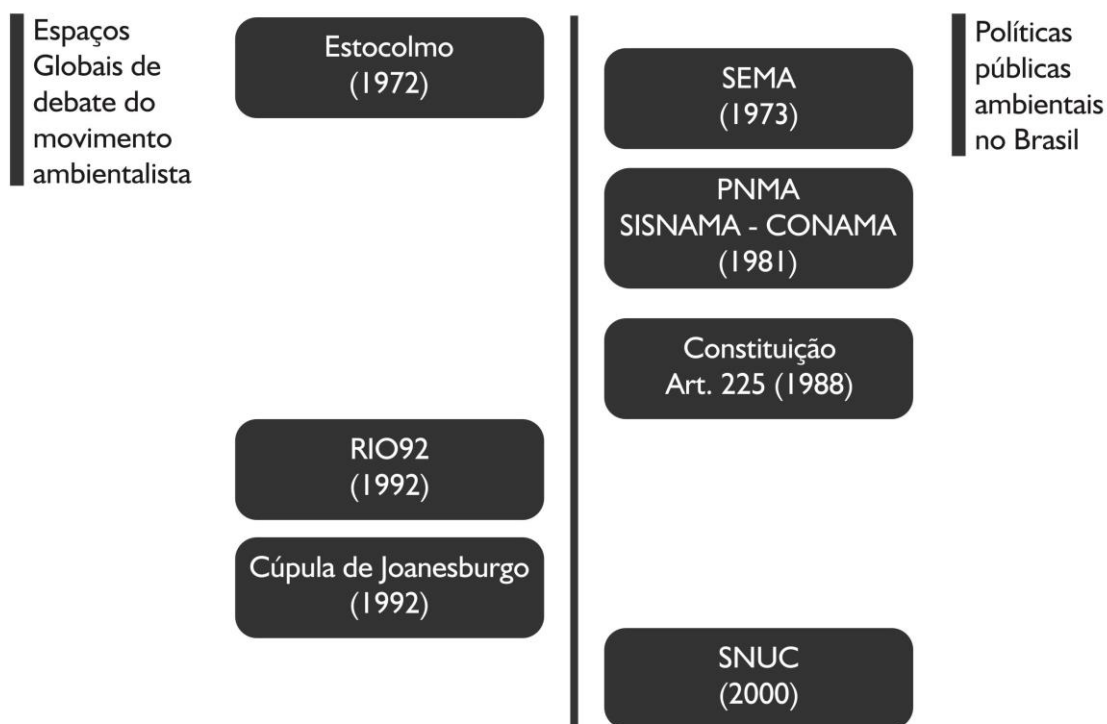 Espaços
Globais de
debate do
movimento
ambientalista
Estocolmo
(1972)
SEMA
(1973)
Políticas
públicas
ambientais
no Brasil
PNMA
SISNAMA - CONAMA
(1981)
Constituição
Art. 225 (1988)
RIO92
(1992)
Cúpula de Joanesburgo
(1992)
SNUC
(2000)